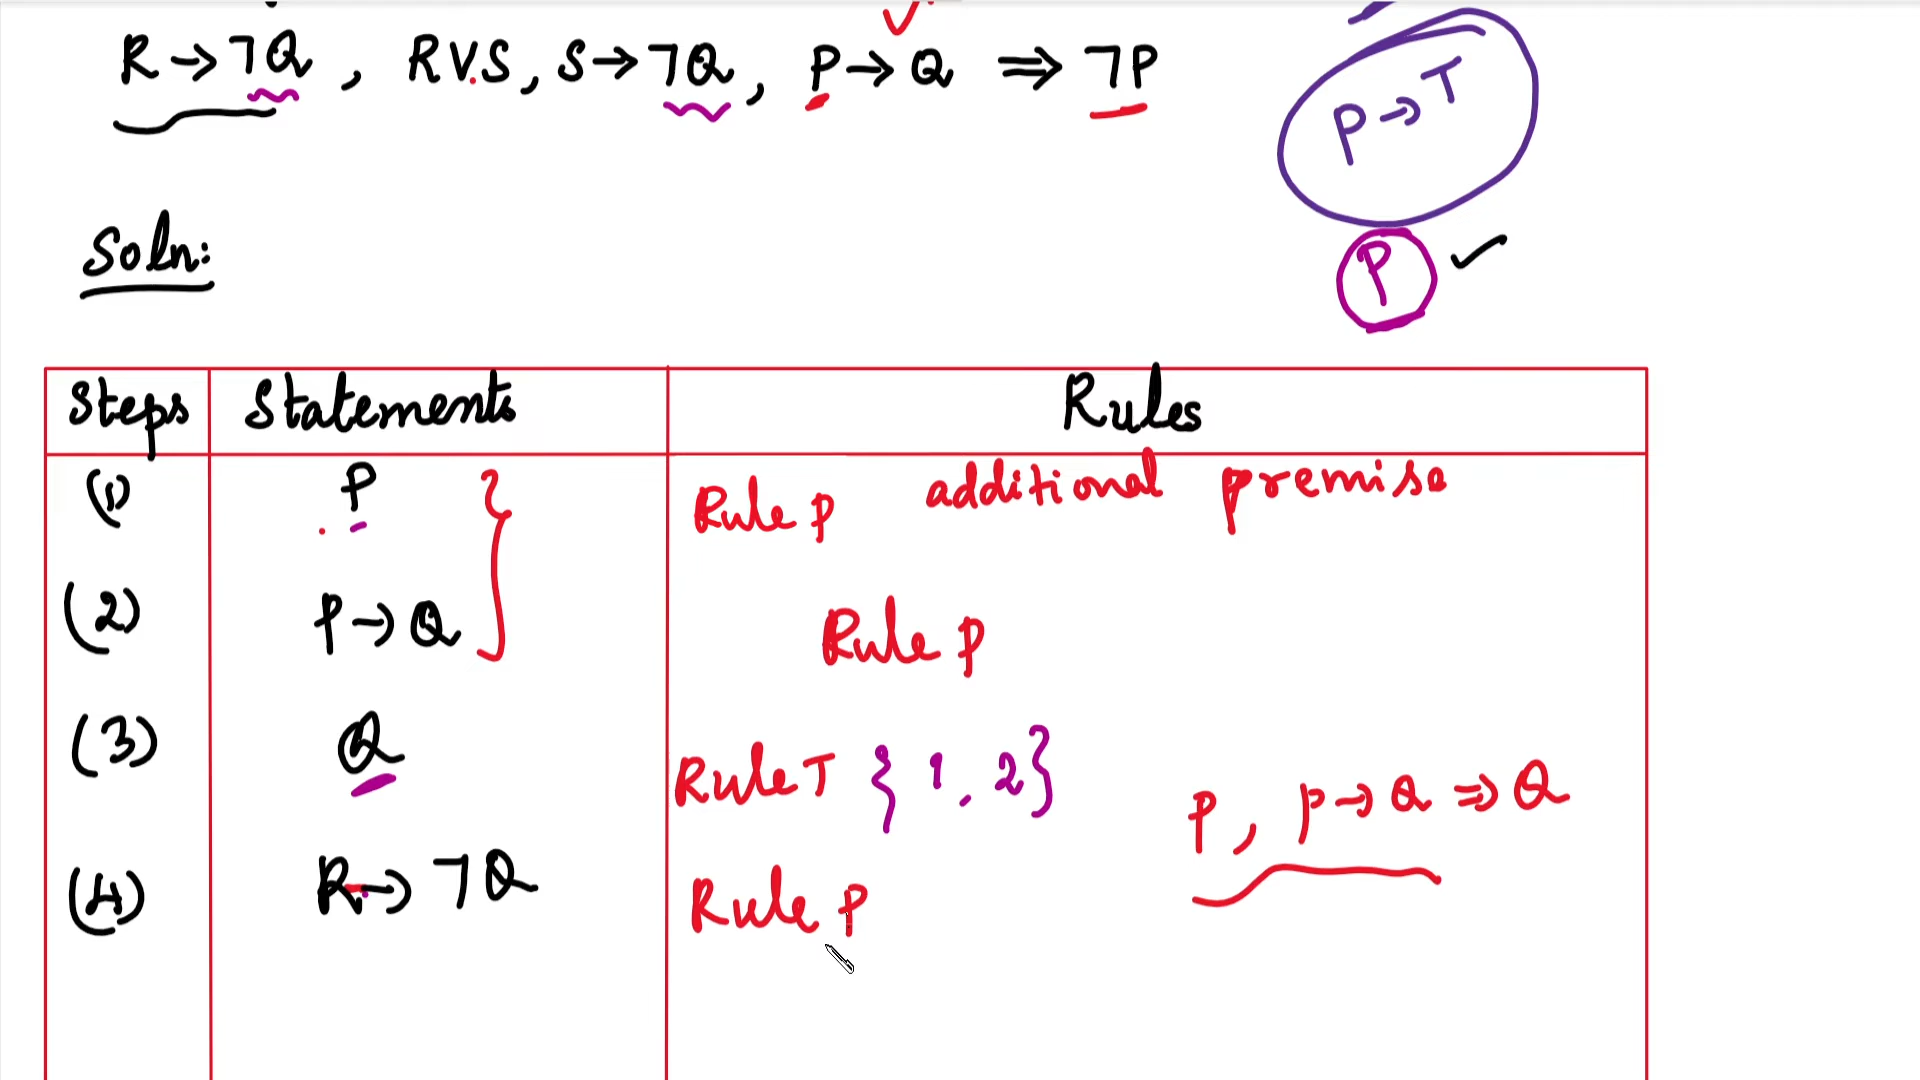 R → ¬Q , R∨S , S → ¬Q , P → Q ⇒ ¬P
P → T
P
Soln:
Steps Statements Rules
(1) P Rule P additional premise
(2) P → Q Rule P
(3) Q Rule T {1, 2} P, P → Q ⇒ Q
(4) R → ¬Q Rule P